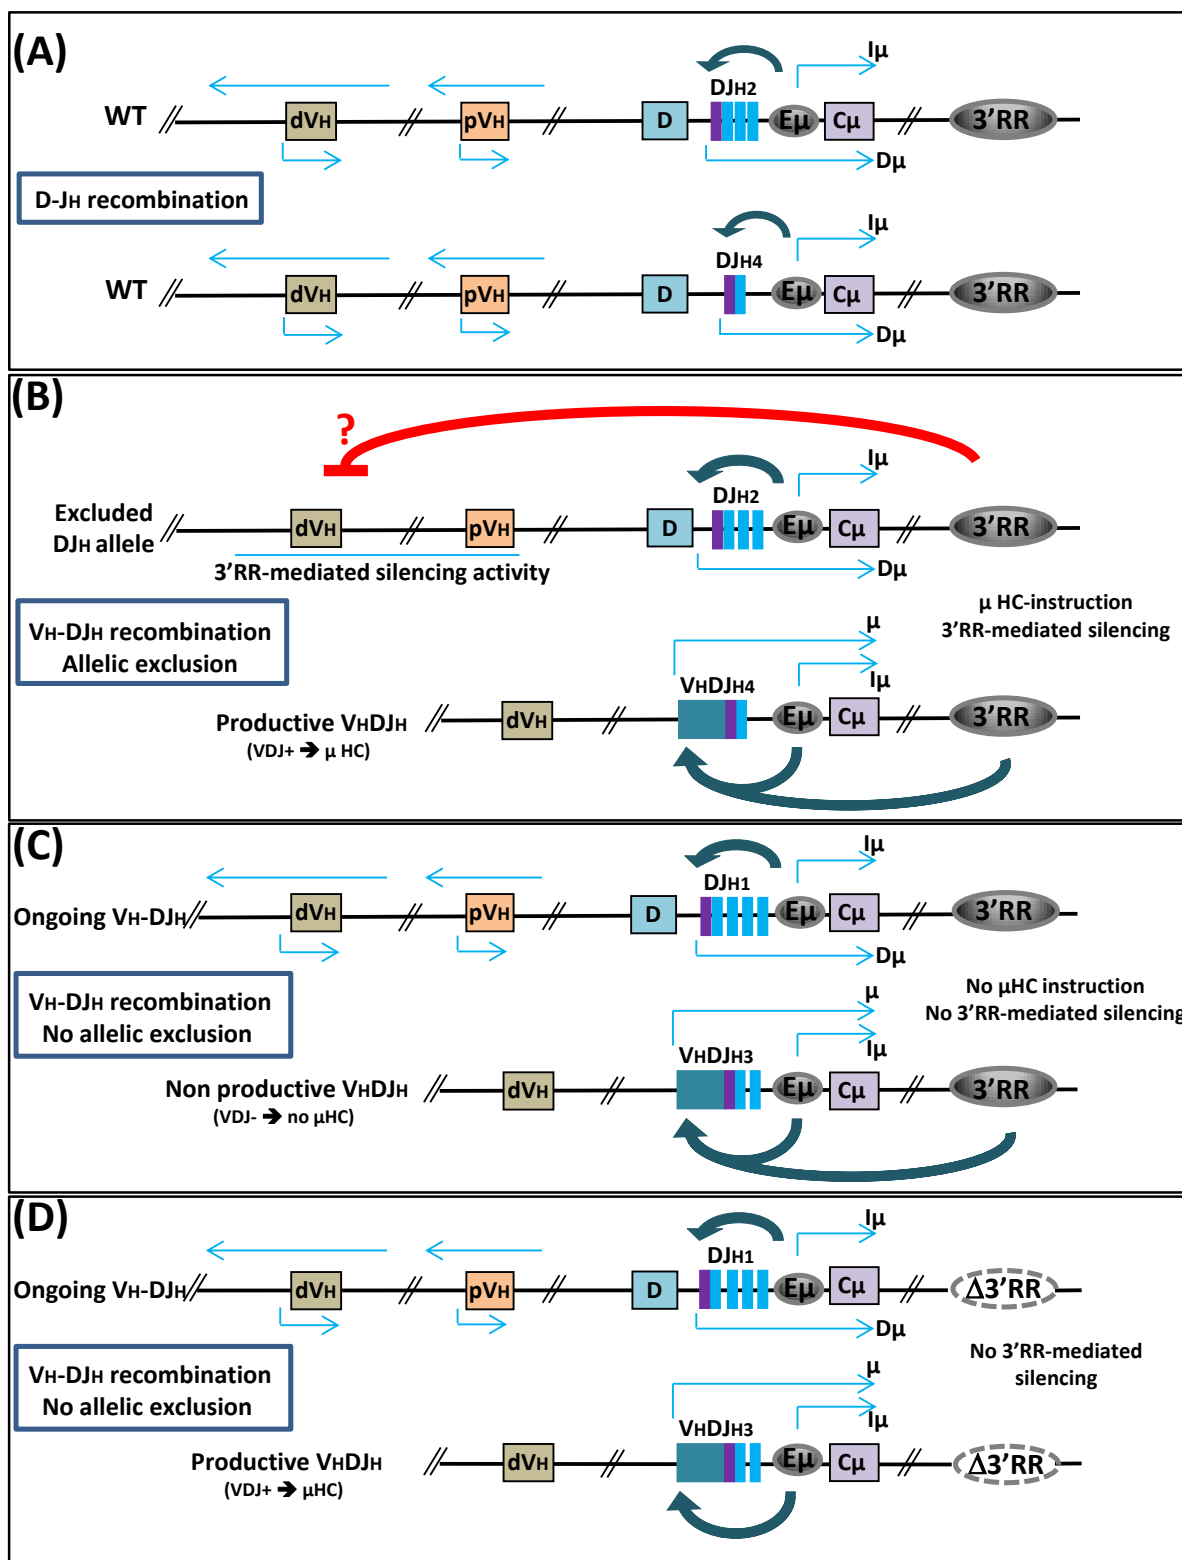 (A)
Iµ
DJH2
WT
dVH
pVH
D
Eµ
Cµ
3'RR
Dµ
D-JH recombination
Iµ
DJH4
WT
dVH
pVH
D
Eµ
Cµ
3'RR
Dµ
(B)
?
Iµ
DJH2
Excluded
DJH allele
dVH
pVH
D
Eµ
Cµ
3'RR
3'RR-mediated silencing activity
Dµ
µ HC-instruction
3'RR-mediated silencing
VH-DJH recombination
Allelic exclusion
µ
Iµ
VHDJH4
Productive VHDJH
(VDJ+ ➔ µ HC)
dVH
Eµ
Cµ
3'RR
(C)
Iµ
DJH1
Ongoing VH-DJH
dVH
pVH
D
Eµ
Cµ
3'RR
Dµ
No µHC instruction
No 3'RR-mediated silencing
VH-DJH recombination
No allelic exclusion
µ
Iµ
VHDJH3
Non productive VHDJH
(VDJ- ➔ no µHC)
dVH
Eµ
Cµ
3'RR
(D)
Iµ
DJH1
Ongoing VH-DJH
dVH
pVH
D
Eµ
Cµ
Δ3'RR
Dµ
No 3'RR-mediated
silencing
VH-DJH recombination
No allelic exclusion
µ
Iµ
VHDJH3
Productive VHDJH
(VDJ+ ➔ µHC)
dVH
Eµ
Cµ
Δ3'RR